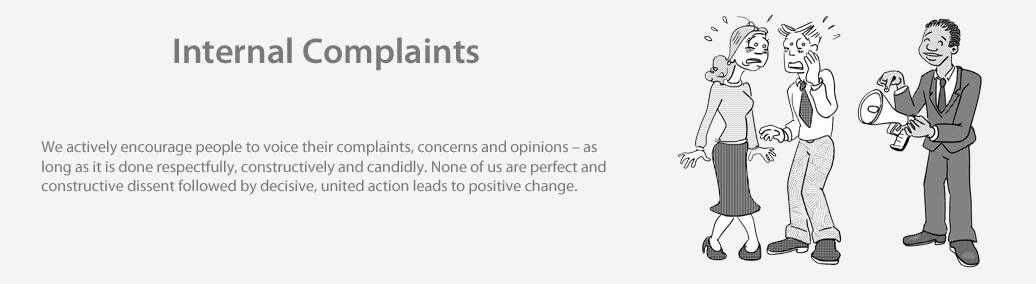 Internal Complaints
We actively encourage people to voice their complaints, concerns and opinions – as
long as it is done respectfully, constructively and candidly. None of us are perfect and
constructive dissent followed by decisive, united action leads to positive change.